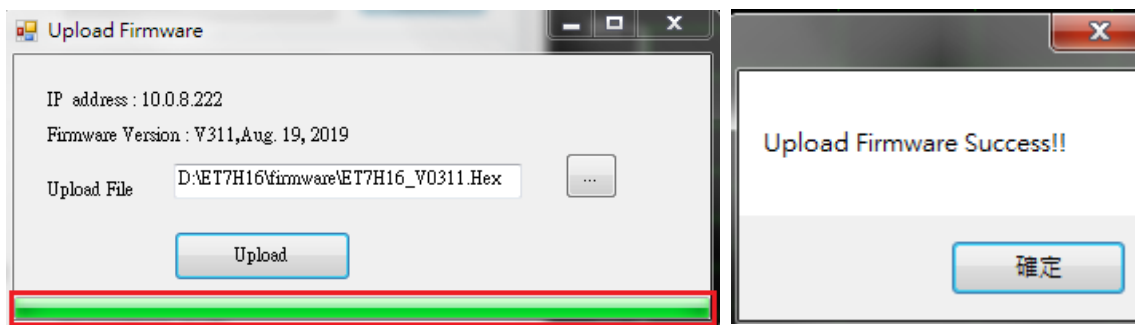 Upload Firmware
IP address : 10.0.8.222
Firmware Version : V311,Aug. 19, 2019
Upload File
D:\ET7H16\firmware\ET7H16_V0311.Hex
...
Upload
Upload Firmware Success!!
確定